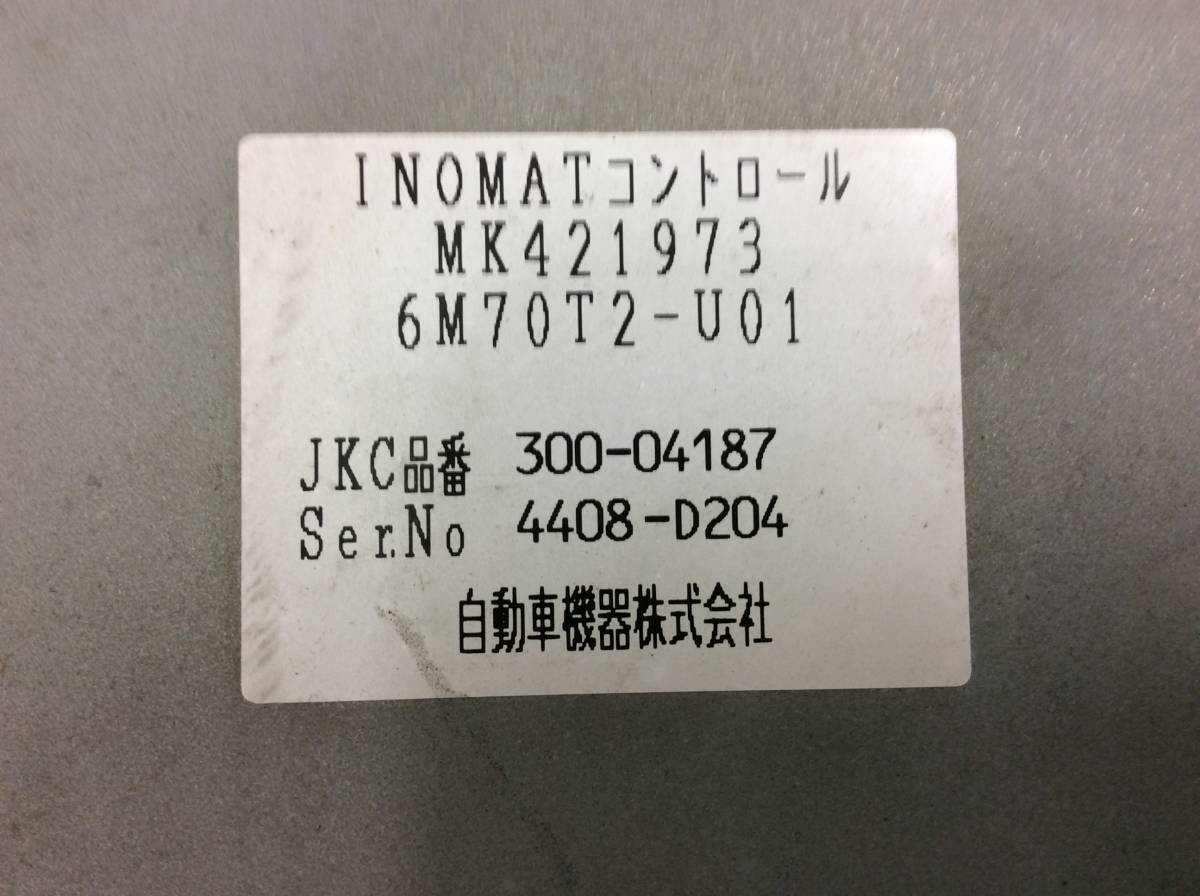 INOMATコントロール
MK421973
6M70T2-U01
JKC品番 300-04187
Ser.No 4408-D204
自動車機器株式会社